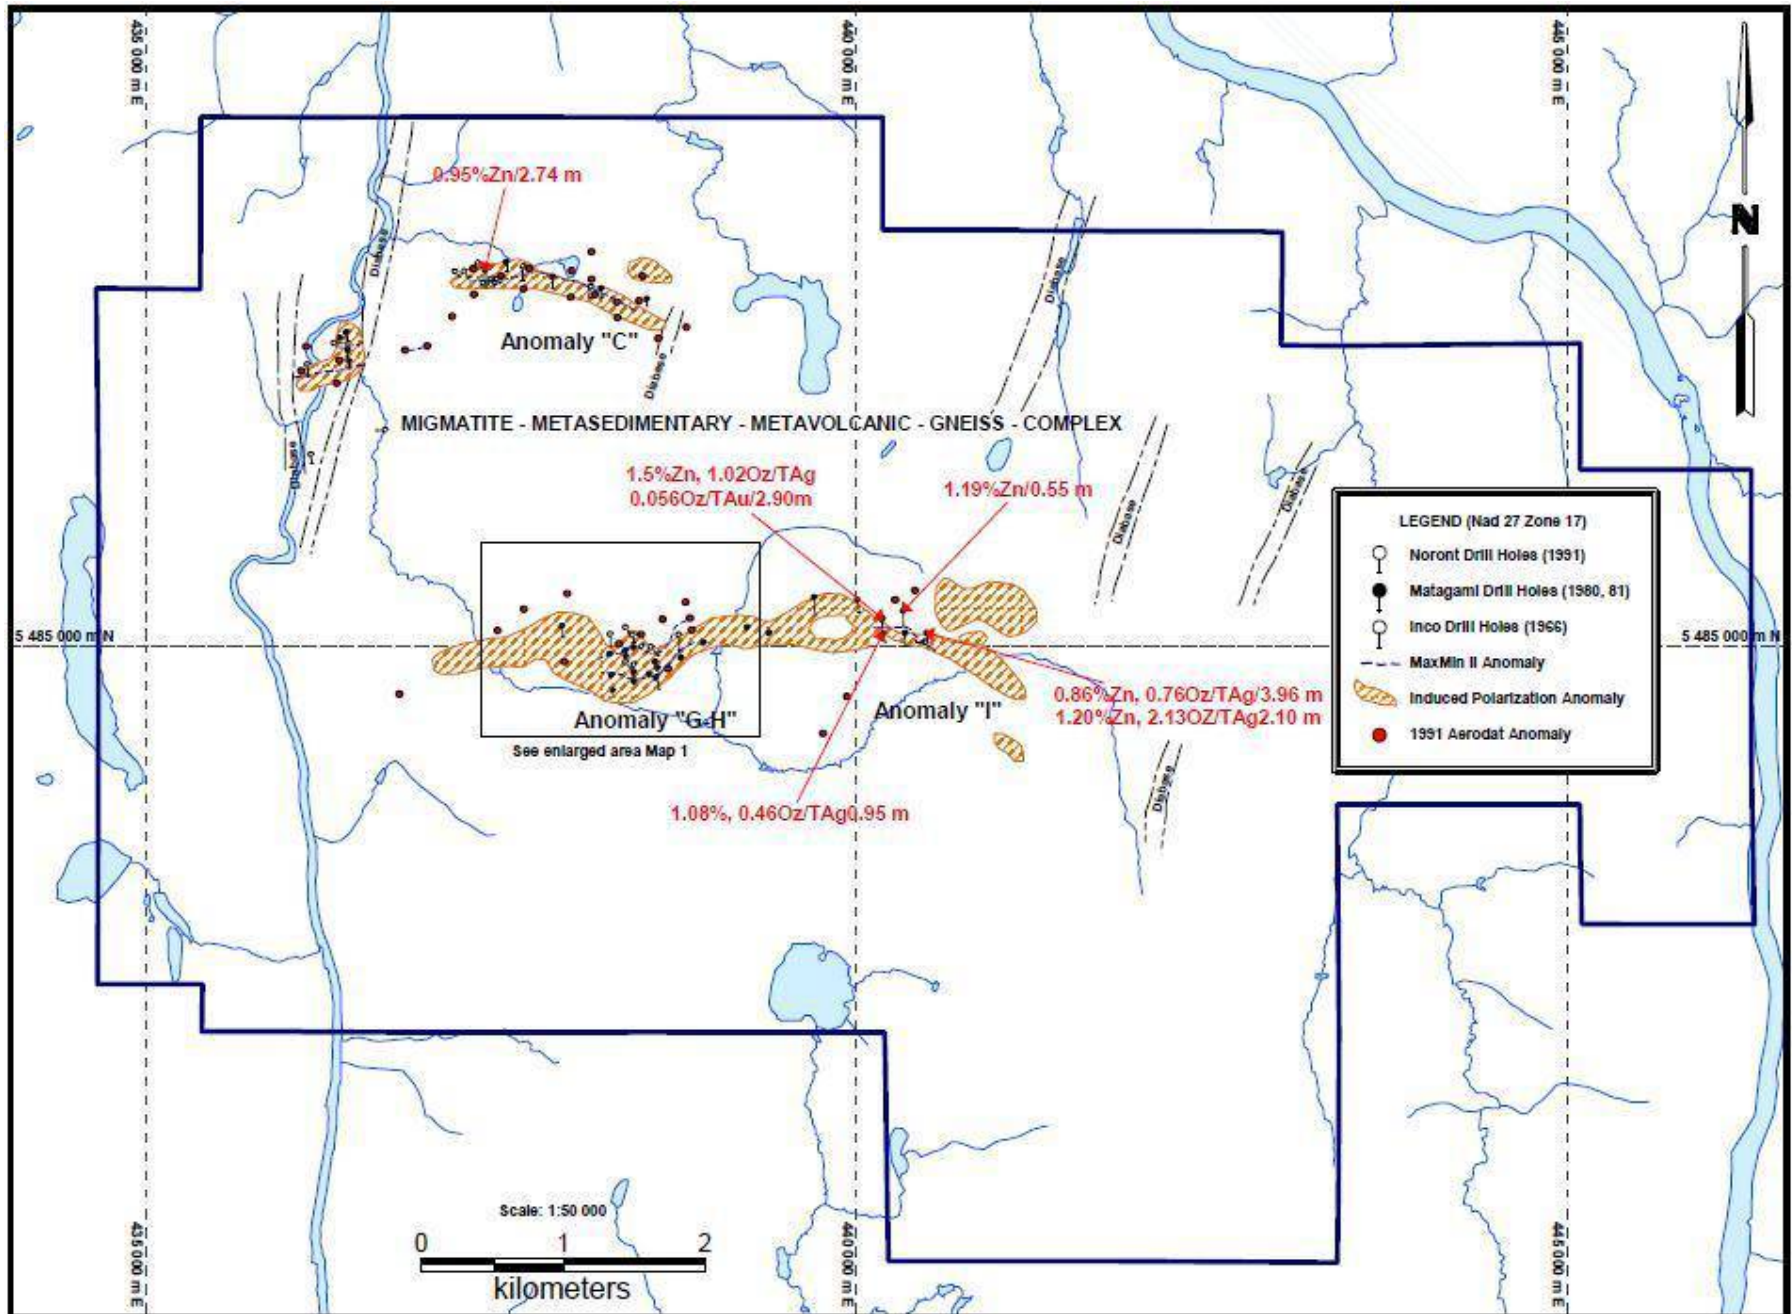 435 000 m E
440 000 m E
445 000 m E
N
0.95%Zn/2.74 m
Diabase
Diabase
Anomaly "C"
Diabase
MIGMATITE - METASEDIMENTARY - METAVOLCANIC - GNEISS - COMPLEX
Diabase
1.5%Zn, 1.02Oz/TAg
0.056Oz/TAu/2.90m
1.19%Zn/0.55 m
Diabase
Diabase
LEGEND (Nad 27 Zone 17)
Noront Drill Holes (1991)
Matagami Drill Holes (1980, 81)
Inco Drill Holes (1966)
MaxMin II Anomaly
Induced Polarization Anomaly
1991 Aerodat Anomaly
5 485 000 m N
5 485 000 m N
Anomaly "G-H"
See enlarged area Map 1
Anomaly "I"
0.86%Zn, 0.76Oz/TAg/3.96 m
1.20%Zn, 2.13OZ/TAg2.10 m
Diabase
1.08%, 0.46Oz/TAg0.95 m
Scale: 1:50 000
0 1 2
kilometers
435 000 m E
440 000 m E
445 000 m E